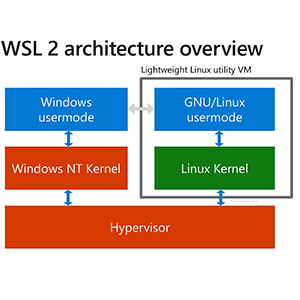 WSL 2 architecture overview
Lightweight Linux utility VM
Windows
usermode
GNU/Linux
usermode
Windows NT Kernel
Linux Kernel
Hypervisor